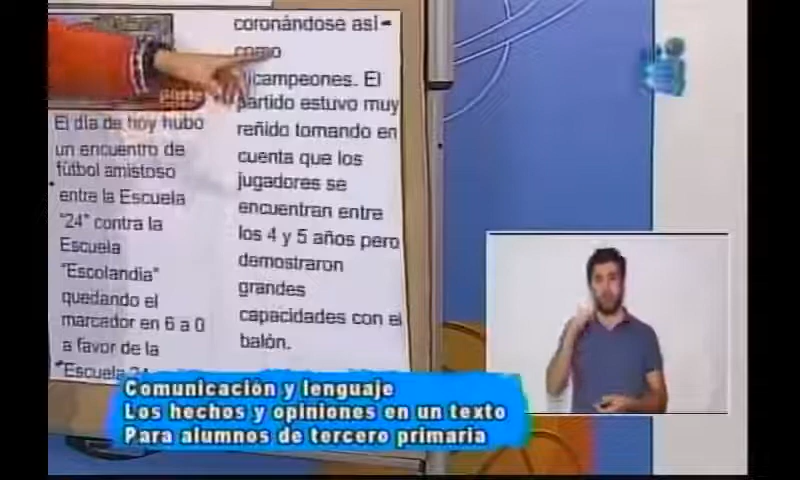 El día de hoy hubo
un encuentro de
fútbol amistoso
entre la Escuela
"24" contra la
Escuela
"Escolandia"
quedando el
marcador en 6 a 0
a favor de la
"Escuela 24
coronándose así
como
campeones. El
partido estuvo muy
reñido tomando en
cuenta que los
jugadores se
encuentran entre
los 4 y 5 años pero
demostraron
grandes
capacidades con el
balón.
Comunicación y lenguaje
Los hechos y opiniones en un texto
Para alumnos de tercero primaria